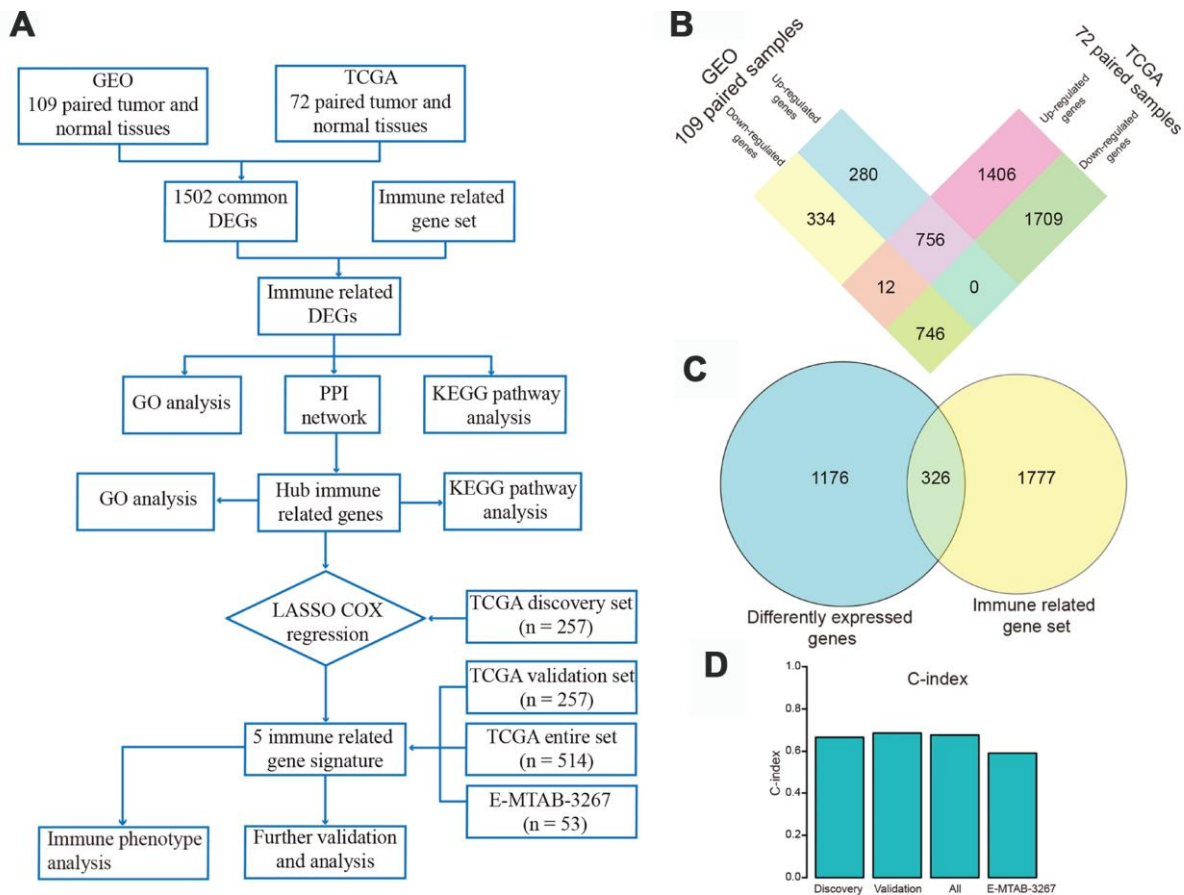 A
GEO
109 paired tumor and
normal tissues
TCGA
72 paired tumor and
normal tissues
1502 common
DEGs
Immune related
gene set
Immune related
DEGs
GO analysis
PPI
network
KEGG pathway
analysis
GO analysis
Hub immune
related genes
KEGG pathway
analysis
LASSO COX
regression
TCGA discovery set
(n = 257)
TCGA validation set
(n = 257)
5 immune related
gene signature
TCGA entire set
(n = 514)
E-MTAB-3267
(n = 53)
Immune phenotype
analysis
Further validation
and analysis
B
GEO
109 paired samples
Up-regulated
genes
Down-regulated
genes
TCGA
72 paired samples
Up-regulated
genes
Down-regulated
genes
280
1406
334
1709
756
12
0
746
C
1176
326
1777
Differently expressed
genes
Immune related
gene set
D
C-index
C-index
1.0
0.8
0.6
0.4
0.2
0.0
Discovery
Validation
All
E-MTAB-3267